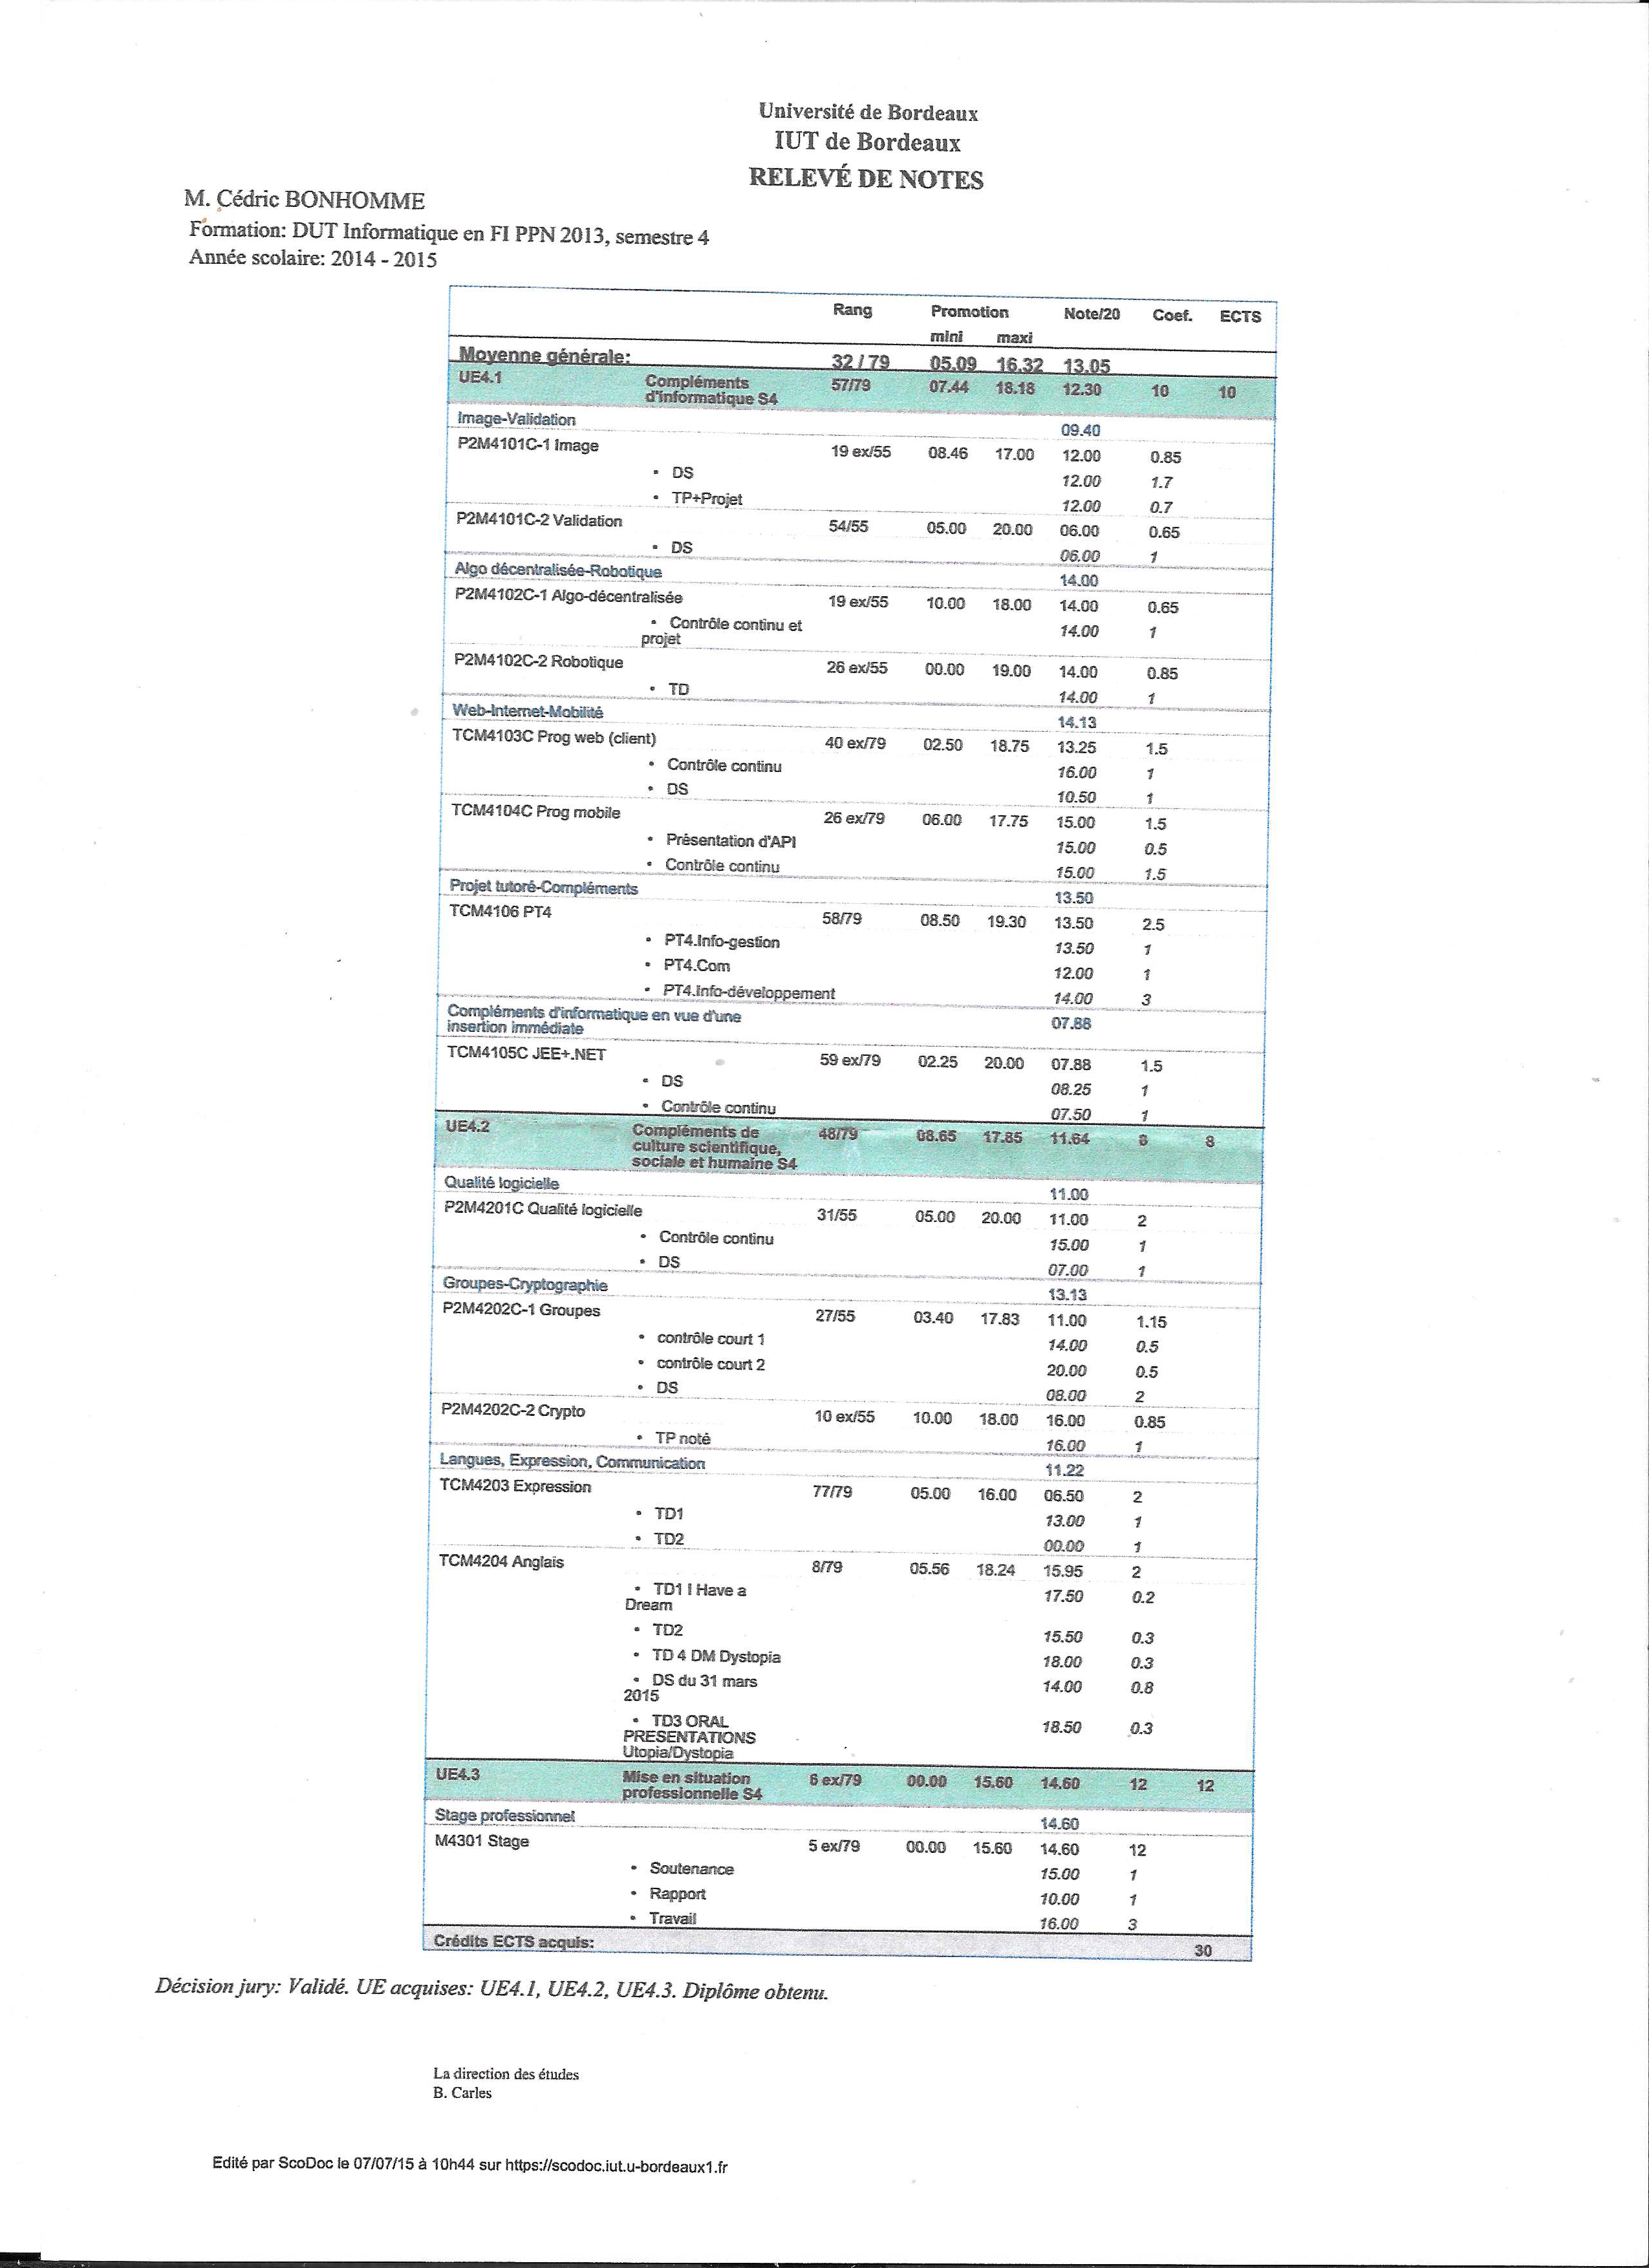 Université de Bordeaux
IUT de Bordeaux
RELEVÉ DE NOTES
M. Cédric BONHOMME
Formation: DUT Informatique en FI PPN 2013, semestre 4
Année scolaire: 2014 - 2015
Rang Promotion Note/20 Coef. ECTS
mini maxi
Moyenne générale: 32 / 79 05.09 16.32 13.05
UE4.1 Compléments d'informatique S4 57/79 07.44 18.18 12.30 10 10
Image-Validation 09.40
P2M4101C-1 Image 19 ex/55 08.46 17.00 12.00 0.85
• DS 12.00 1.7
• TP+Projet 12.00 0.7
P2M4101C-2 Validation 54/55 05.00 20.00 06.00 0.65
• DS 06.00 1
Algo décentralisée-Robotique 14.00
P2M4102C-1 Algo-décentralisée 19 ex/55 10.00 18.00 14.00 0.65
• Contrôle continu et 14.00 1
projet
P2M4102C-2 Robotique 26 ex/55 00.00 19.00 14.00 0.85
• TD 14.00 1
Web-Internet-Mobilité 14.13
TCM4103C Prog web (client) 40 ex/79 02.50 18.75 13.25 1.5
• Contrôle continu 16.00 1
• DS 10.50 1
TCM4104C Prog mobile 26 ex/79 06.00 17.75 15.00 1.5
• Présentation d'API 15.00 0.5
• Contrôle continu 15.00 1.5
Projet tutoré-Compléments 13.50
TCM4106 PT4 58/79 08.50 19.30 13.50 2.5
• PT4.Info-gestion 13.50 1
• PT4.Com 12.00 1
• PT4.Info-développement 14.00 3
Compléments d'informatique en vue d'une
insertion immédiate 07.88
TCM4105C JEE+.NET 59 ex/79 02.25 20.00 07.88 1.5
• DS 08.25 1
• Contrôle continu 07.50 1
UE4.2 Compléments de 48/79 08.65 17.85 11.64 8 8
culture scientifique,
sociale et humaine S4
Qualité logicielle 11.00
P2M4201C Qualité logicielle 31/55 05.00 20.00 11.00 2
• Contrôle continu 15.00 1
• DS 07.00 1
Groupes-Cryptographie 13.13
P2M4202C-1 Groupes 27/55 03.40 17.83 11.00 1.15
• contrôle court 1 14.00 0.5
• contrôle court 2 20.00 0.5
• DS 08.00 2
P2M4202C-2 Crypto 10 ex/55 10.00 18.00 16.00 0.85
• TP noté 16.00 1
Langues, Expression, Communication 11.22
TCM4203 Expression 77/79 05.00 16.00 06.50 2
• TD1 13.00 1
• TD2 00.00 1
TCM4204 Anglais 8/79 05.56 18.24 15.95 2
• TD1 I Have a 17.50 0.2
Dream
• TD2 15.50 0.3
• TD 4 DM Dystopia 18.00 0.3
• DS du 31 mars 14.00 0.8
2015
• TD3 ORAL 18.50 0.3
PRESENTATIONS
Utopia/Dystopia
UE4.3 Mise en situation 6 ex/79 00.00 15.60 14.60 12 12
professionnelle S4
Stage professionnel 14.60
M4301 Stage 5 ex/79 00.00 15.60 14.60 12
• Soutenance 15.00 1
• Rapport 10.00 1
• Travail 16.00 3
Crédits ECTS acquis: 30
Décision jury: Validé. UE acquises: UE4.1, UE4.2, UE4.3. Diplôme obtenu.
La direction des études
B. Carles
Edité par ScoDoc le 07/07/15 à 10h44 sur https://scodoc.iut.u-bordeaux1.fr